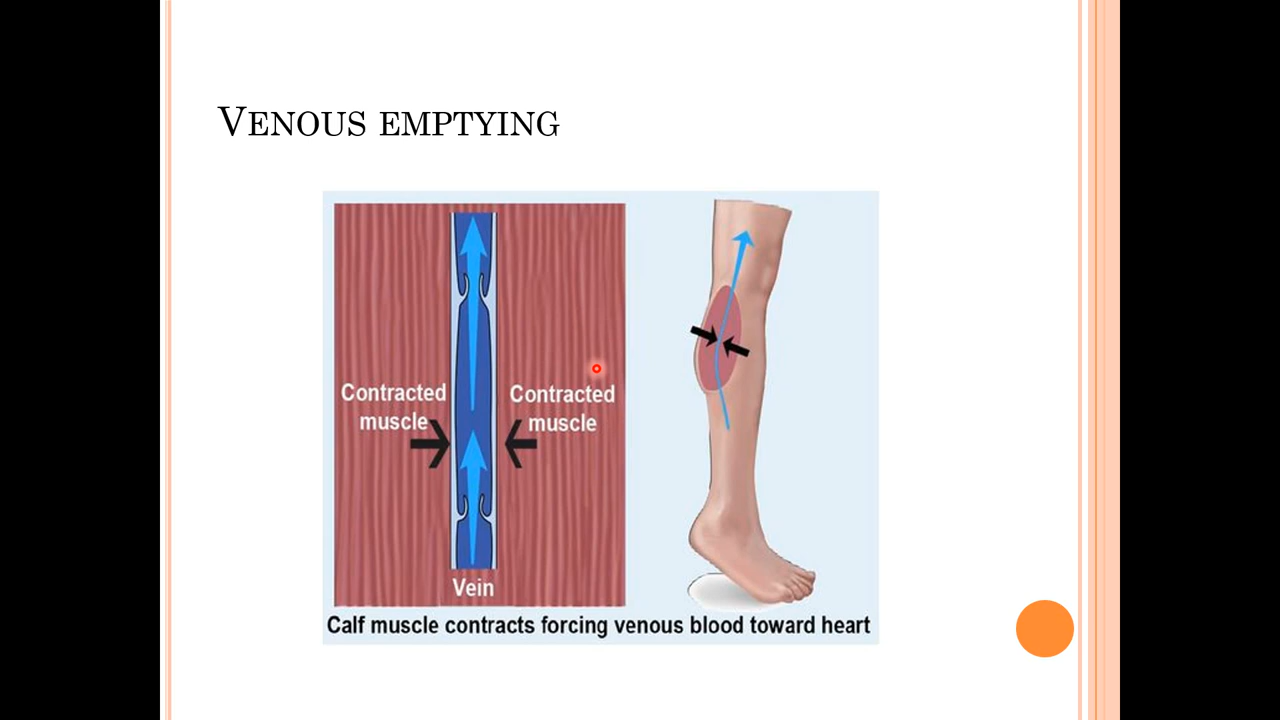 VENOUS EMPTYING
Contracted
muscle
Contracted
muscle
Vein
Calf muscle contracts forcing venous blood toward heart